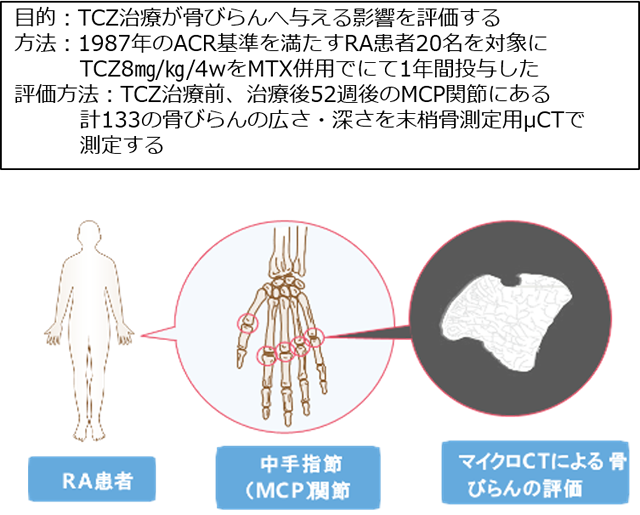 目的：TCZ治療が骨びらんへ与える影響を評価する
方法：1987年のACR基準を満たすRA患者20名を対象に
TCZ8㎎/㎏/4wをMTX併用でにて1年間投与した
評価方法：TCZ治療前、治療後52週後のMCP関節にある
計133の骨びらんの広さ・深さを末梢骨測定用μCTで
測定する
RA患者
中手指節
（MCP）関節
マイクロCTによる 骨
びらんの評価